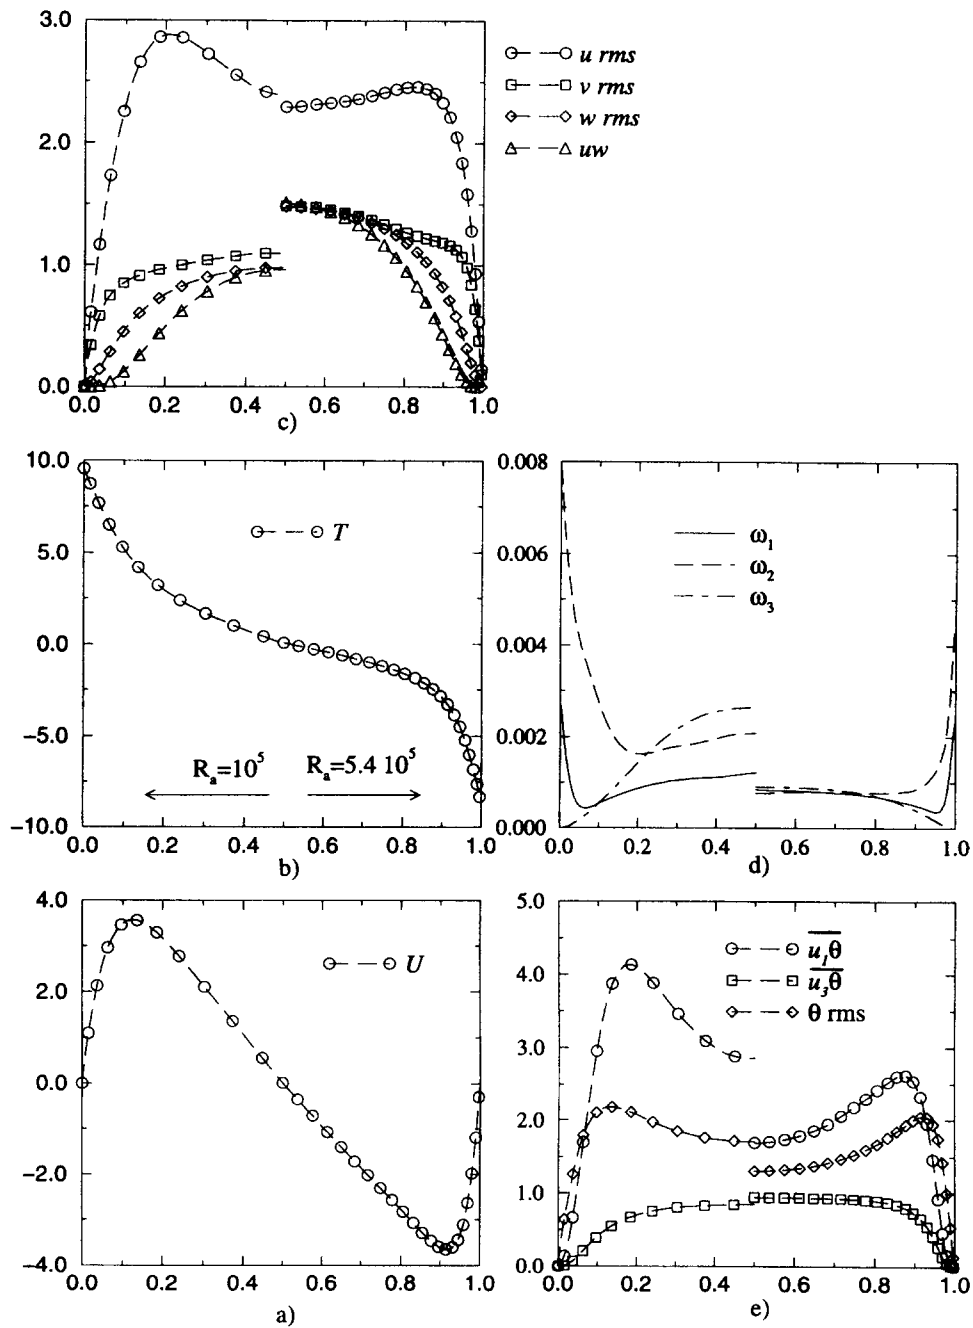 3.0
2.0
1.0
0.0
0.0 0.2 0.4 0.6 0.8 1.0
c)
u rms
v rms
w rms
uw
10.0
5.0
0.0
−5.0
−10.0
0.0 0.2 0.4 0.6 0.8 1.0
b)
T
Rₐ=10⁵
Rₐ=5.4 10⁵
0.008
0.006
0.004
0.002
0.000
0.0 0.2 0.4 0.6 0.8 1.0
d)
ω₁
ω₂
ω₃
4.0
2.0
0.0
−2.0
−4.0
0.0 0.2 0.4 0.6 0.8 1.0
a)
U
5.0
4.0
3.0
2.0
1.0
0.0
0.0 0.2 0.4 0.6 0.8 1.0
e)
u₁θ
u₃θ
θ rms